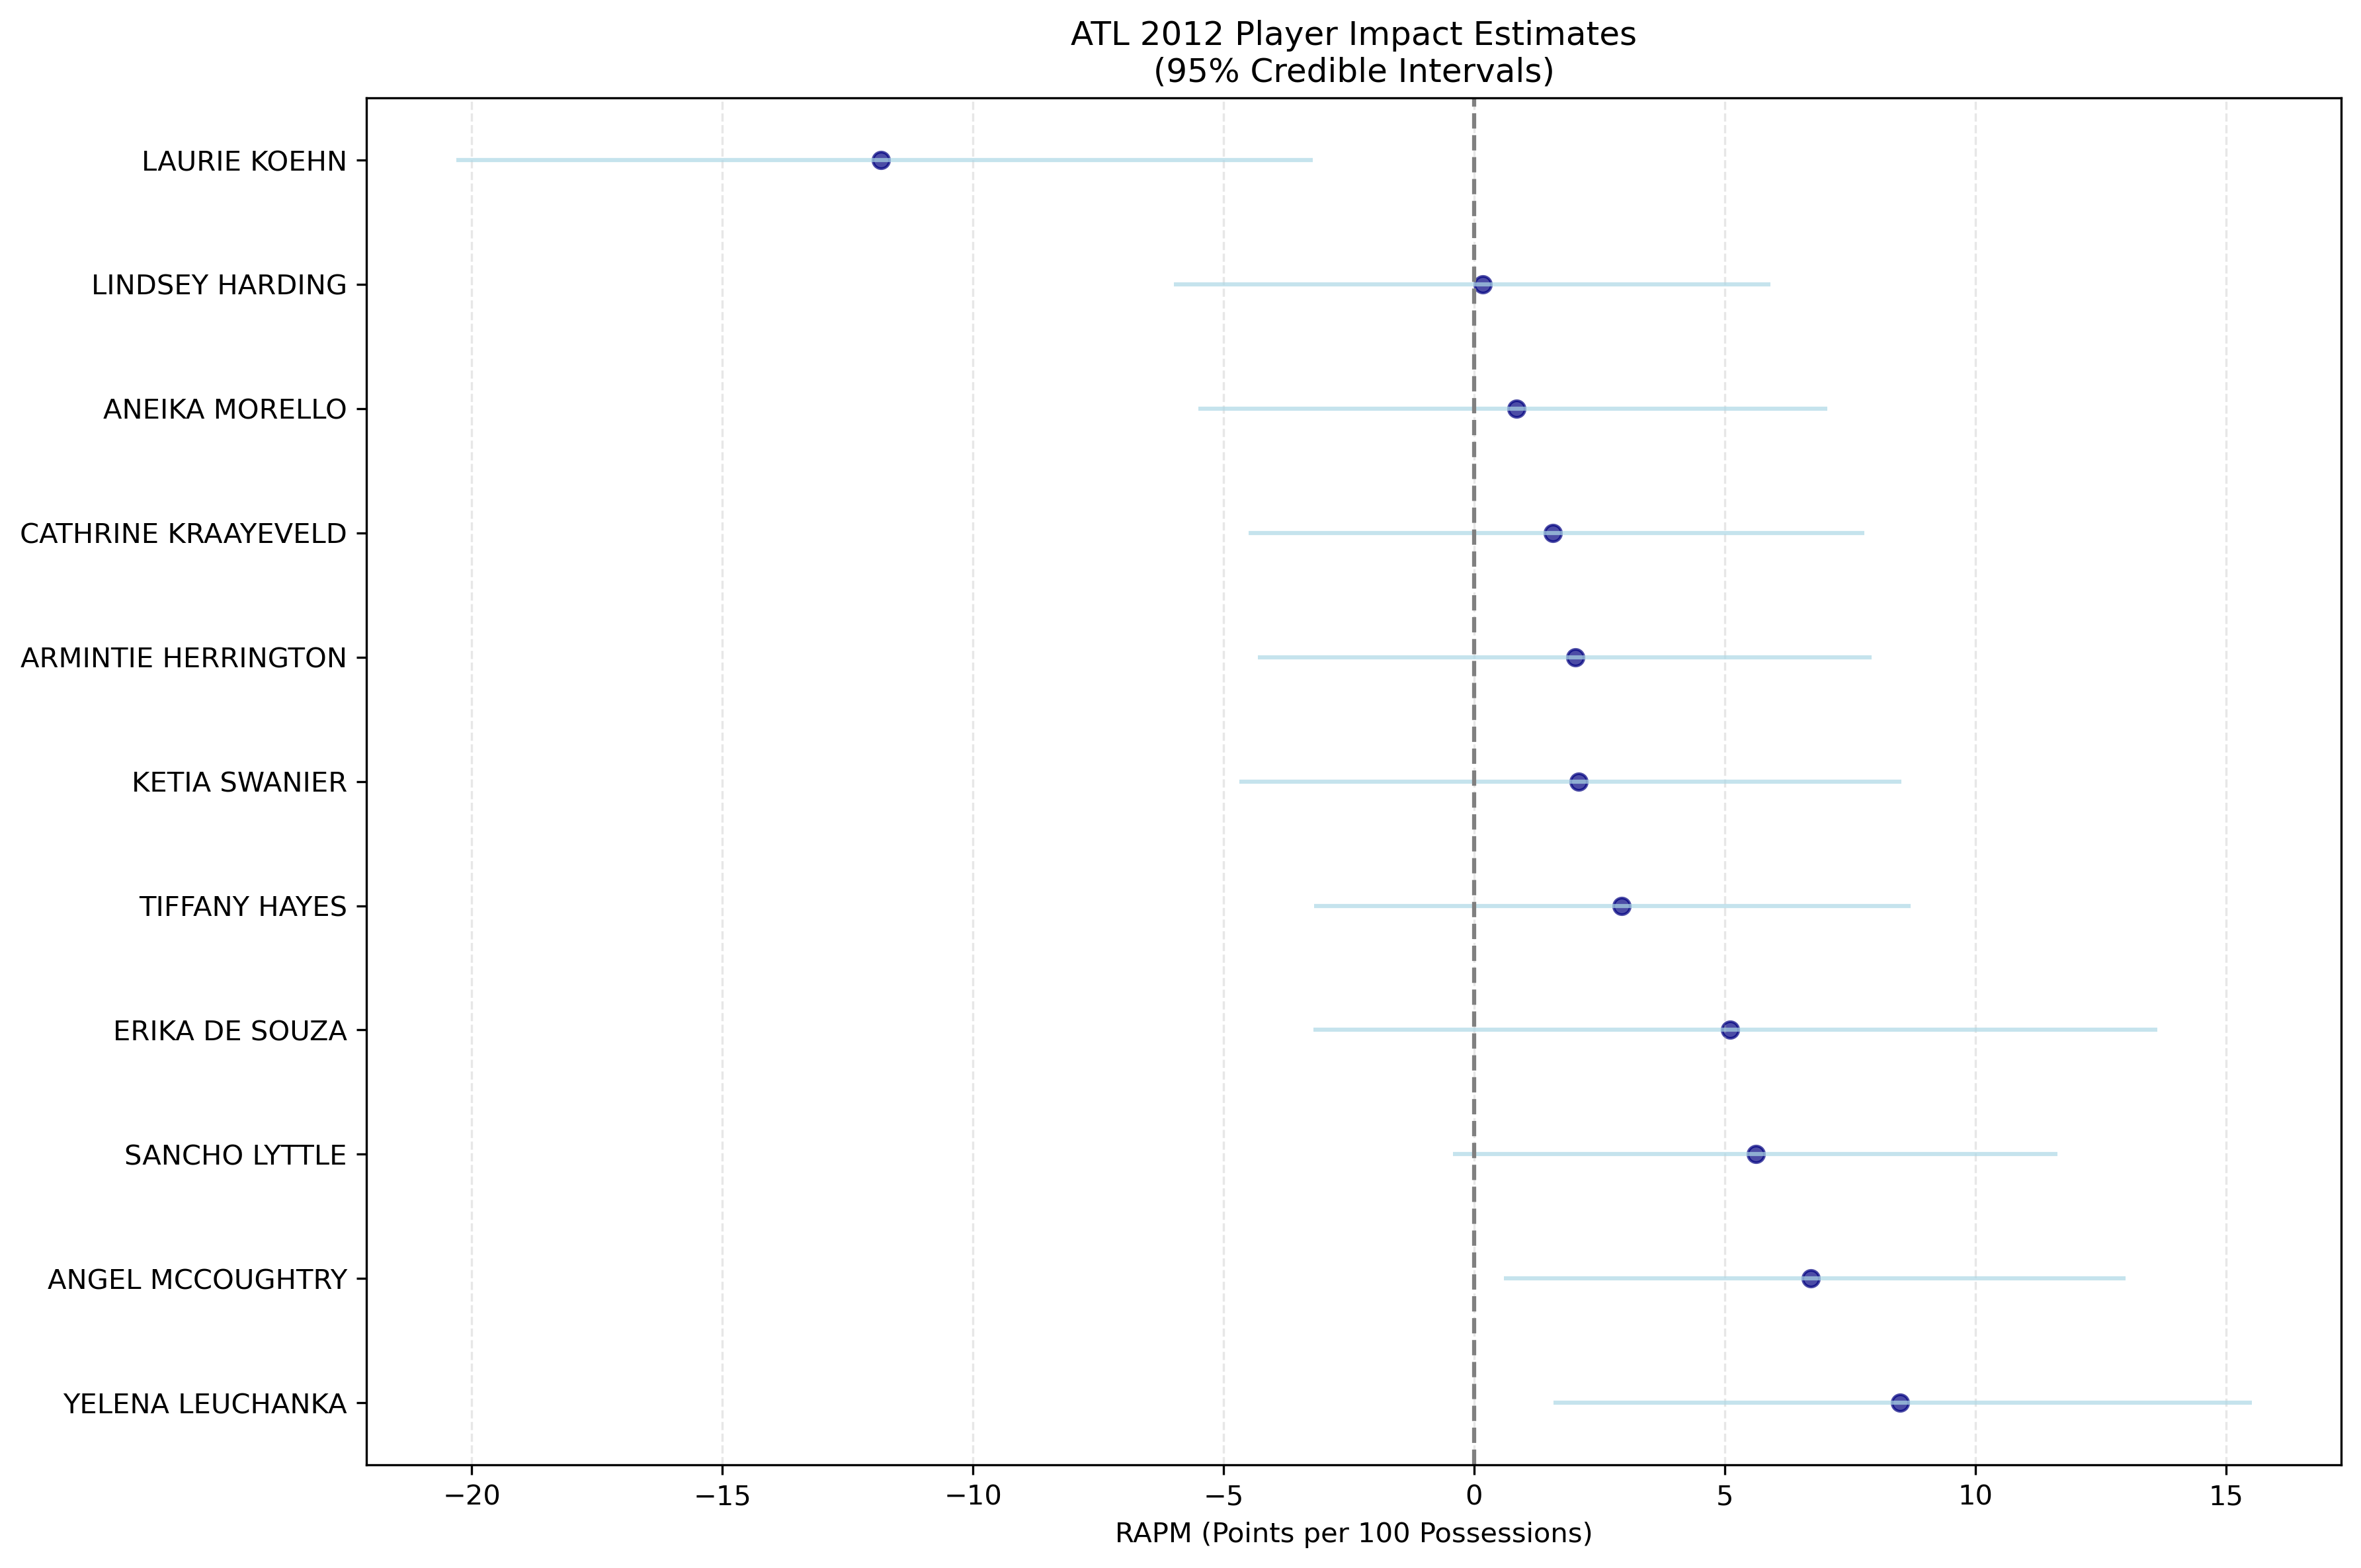 ATL 2012 Player Impact Estimates
(95% Credible Intervals)
LAURIE KOEHN
LINDSEY HARDING
ANEIKA MORELLO
CATHRINE KRAAYEVELD
ARMINTIE HERRINGTON
KETIA SWANIER
TIFFANY HAYES
ERIKA DE SOUZA
SANCHO LYTTLE
ANGEL MCCOUGHTRY
YELENA LEUCHANKA
−20 −15 −10 −5 0 5 10 15
RAPM (Points per 100 Possessions)